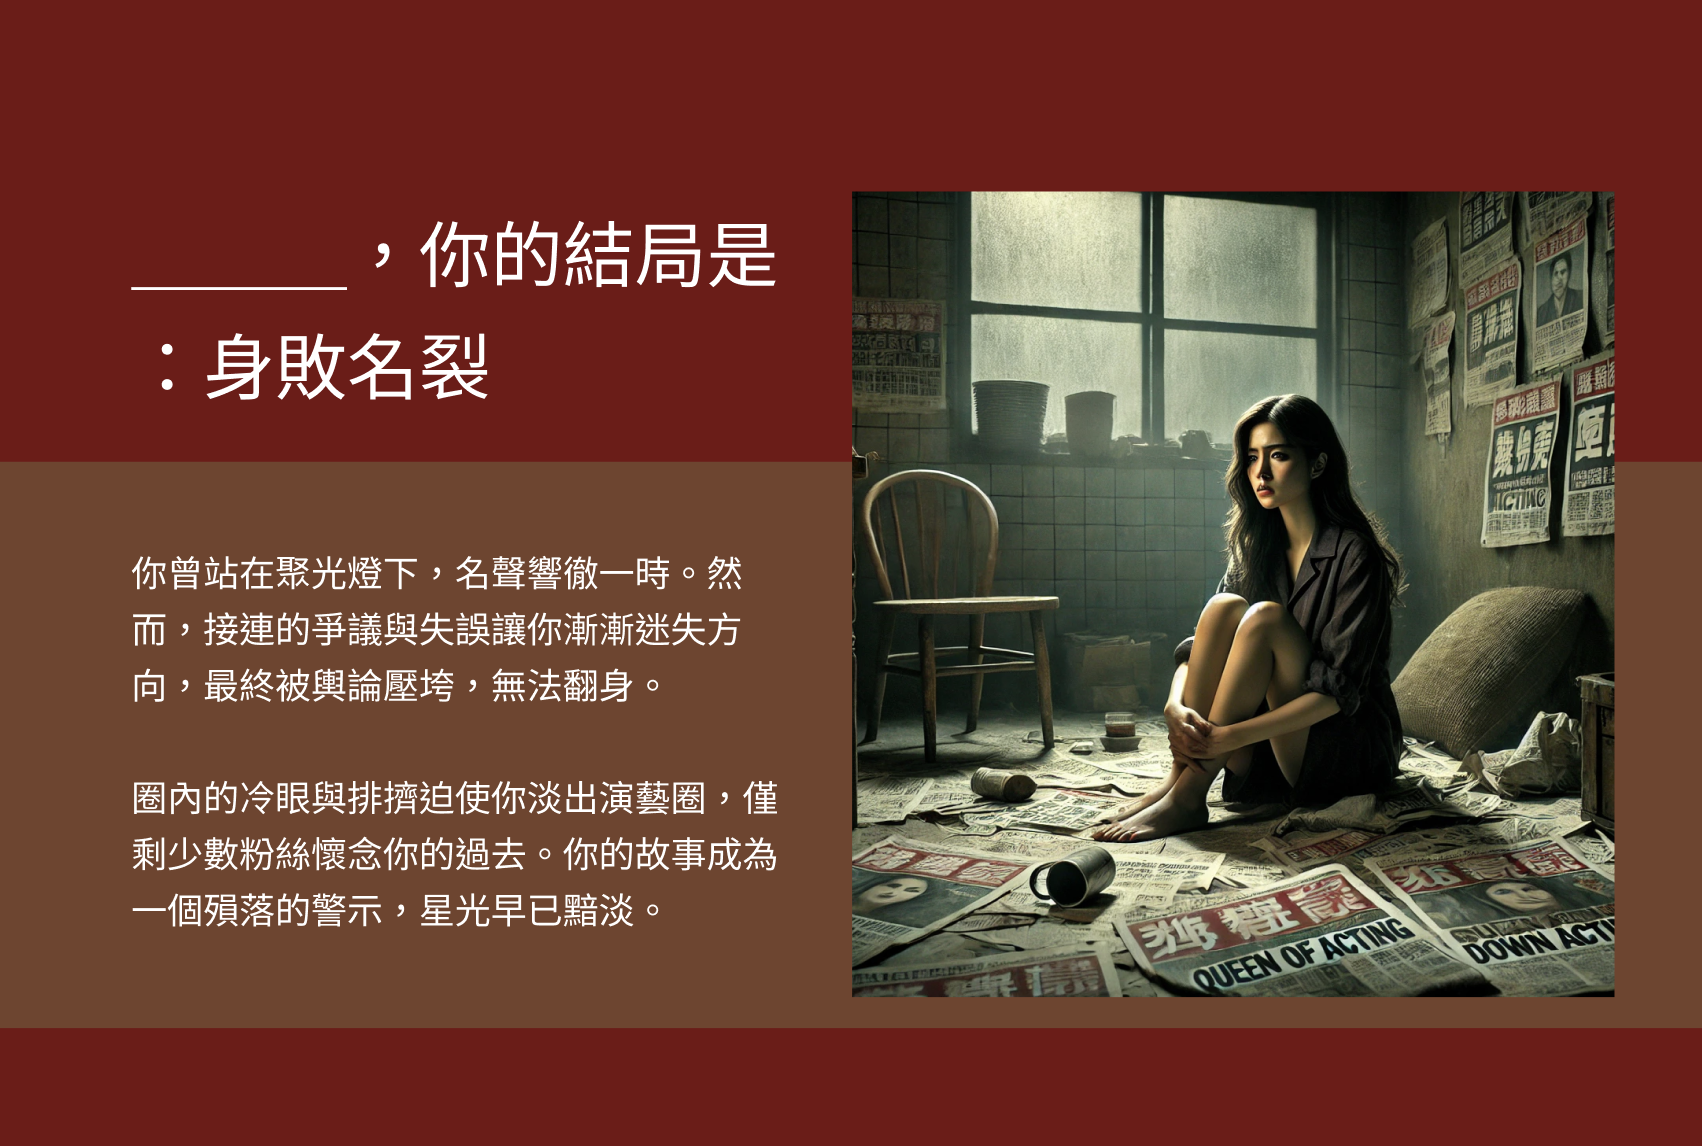 ______，你的結局是
：身敗名裂
你曾站在聚光燈下，名聲響徹一時。然
而，接連的爭議與失誤讓你漸漸迷失方
向，最終被輿論壓垮，無法翻身。
圈內的冷眼與排擠迫使你淡出演藝圈，僅
剩少數粉絲懷念你的過去。你的故事成為
一個殞落的警示，星光早已黯淡。
QUEEN OF ACTING
DOWN ACTI